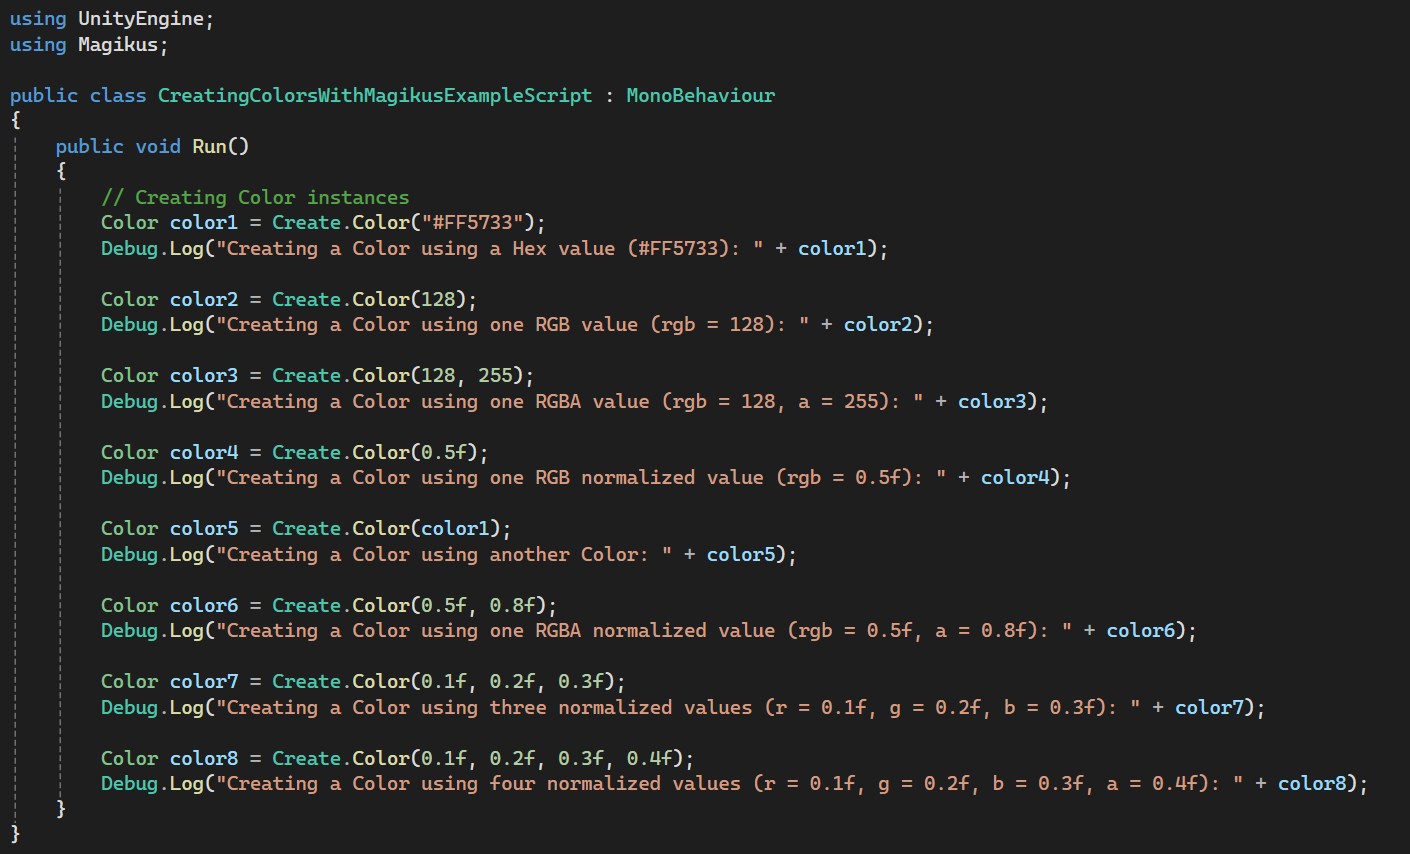 using UnityEngine;
using Magikus;

public class CreatingColorsWithMagikusExampleScript : MonoBehaviour
{
    public void Run()
    {
        // Creating Color instances
        Color color1 = Create.Color("#FF5733");
        Debug.Log("Creating a Color using a Hex value (#FF5733): " + color1);

        Color color2 = Create.Color(128);
        Debug.Log("Creating a Color using one RGB value (rgb = 128): " + color2);

        Color color3 = Create.Color(128, 255);
        Debug.Log("Creating a Color using one RGBA value (rgb = 128, a = 255): " + color3);

        Color color4 = Create.Color(0.5f);
        Debug.Log("Creating a Color using one RGB normalized value (rgb = 0.5f): " + color4);

        Color color5 = Create.Color(color1);
        Debug.Log("Creating a Color using another Color: " + color5);

        Color color6 = Create.Color(0.5f, 0.8f);
        Debug.Log("Creating a Color using one RGBA normalized value (rgb = 0.5f, a = 0.8f): " + color6);

        Color color7 = Create.Color(0.1f, 0.2f, 0.3f);
        Debug.Log("Creating a Color using three normalized values (r = 0.1f, g = 0.2f, b = 0.3f): " + color7);

        Color color8 = Create.Color(0.1f, 0.2f, 0.3f, 0.4f);
        Debug.Log("Creating a Color using four normalized values (r = 0.1f, g = 0.2f, b = 0.3f, a = 0.4f): " + color8);
    }
}